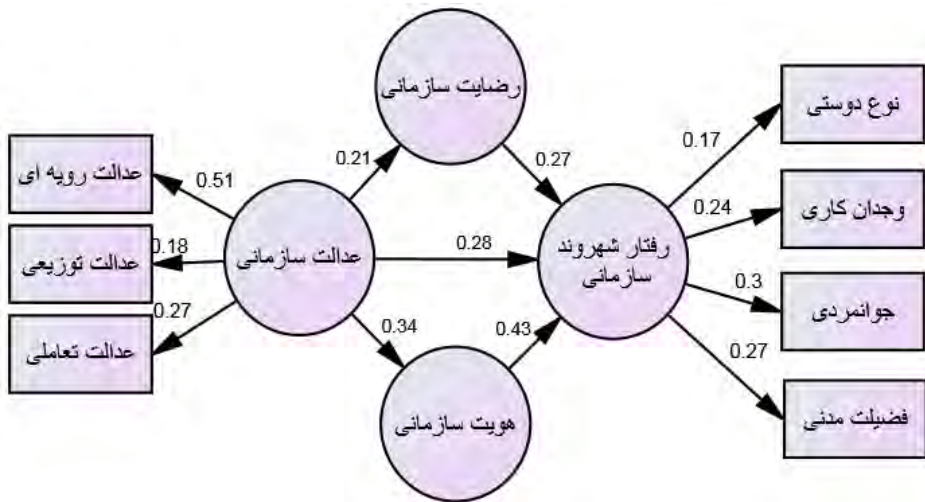 رضایت سازمانی
نوع دوستی
0.17
0.27
0.21
عدالت رویه ای
0.51
وجدان کاری
0.24
رفتار شهروند
سازمانی
0.28
عدالت سازمانی
0.18
عدالت توزیعی
0.3
جوانمردی
0.27
عدالت تعاملی
0.34
0.43
0.27
هویت سازمانی
فضیلت مدنی